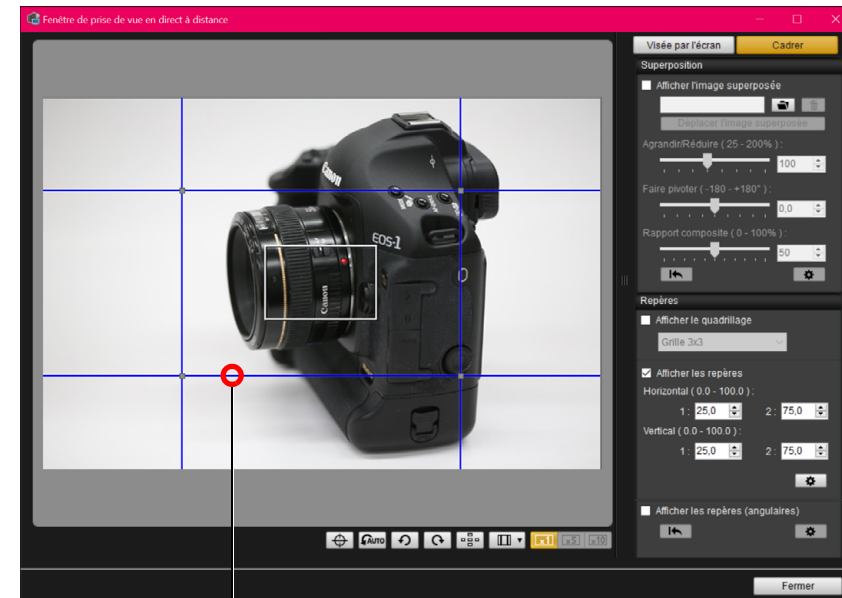 Fenêtre de prise de vue en direct à distance
Visée par l'écran
Cadrer
Superposition
Afficher l'image superposée
Déplacer l'image superposée
Agrandir/Réduire ( 25 - 200% ) :
100
Faire pivoter ( -180 - +180° ) :
0,0
Rapport composite ( 0 - 100% ) :
50
Repères
Afficher le quadrillage
Grille 3x3
Afficher les repères
Horizontal ( 0.0 - 100.0 ) :
1 : 25,0 2 : 75,0
Vertical ( 0.0 - 100.0 ) :
1 : 25,0 2 : 75,0
Afficher les repères (angulaires)
Canon
EOS-1
Canon
AUTO
x1 x5 x10
Fermer